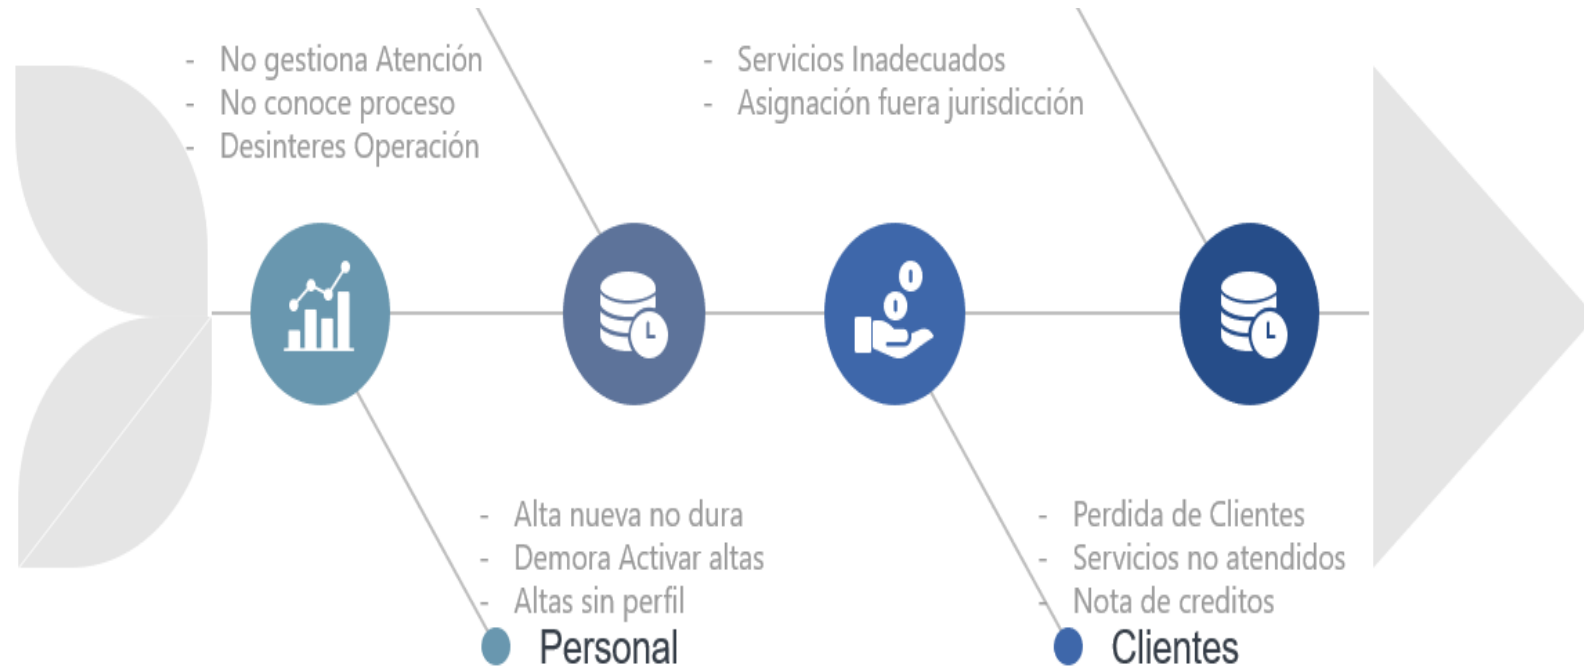 - No gestiona Atención
- No conoce proceso
- Desinteres Operación
- Servicios Inadecuados
- Asignación fuera jurisdicción
- Alta nueva no dura
- Demora Activar altas
- Altas sin perfil
Personal
- Perdida de Clientes
- Servicios no atendidos
- Nota de creditos
Clientes